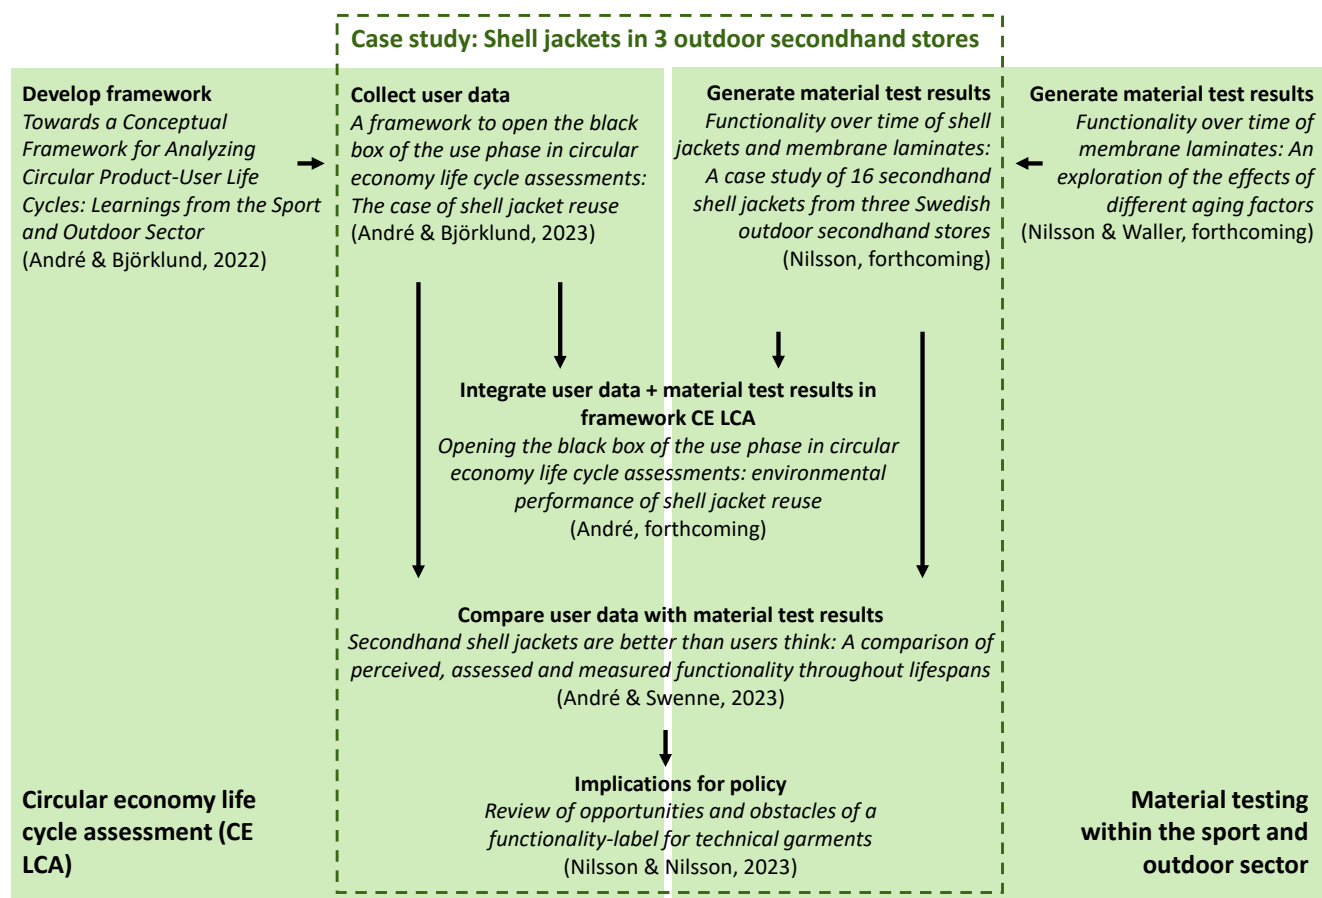 Case study: Shell jackets in 3 outdoor secondhand stores
Develop framework
Towards a Conceptual
Framework for Analyzing
Circular Product-User Life
Cycles: Learnings from the Sport
and Outdoor Sector
(André & Björklund, 2022)
Collect user data
A framework to open the black
box of the use phase in circular
economy life cycle assessments:
The case of shell jacket reuse
(André & Björklund, 2023)
Generate material test results
Functionality over time of shell
jackets and membrane laminates:
A case study of 16 secondhand
shell jackets from three Swedish
outdoor secondhand stores
(Nilsson, forthcoming)
Generate material test results
Functionality over time of
membrane laminates: An
exploration of the effects of
different aging factors
(Nilsson & Waller, forthcoming)
Integrate user data + material test results in
framework CE LCA
Opening the black box of the use phase in circular
economy life cycle assessments: environmental
performance of shell jacket reuse
(André, forthcoming)
Compare user data with material test results
Secondhand shell jackets are better than users think: A comparison of
perceived, assessed and measured functionality throughout lifespans
(André & Swenne, 2023)
Implications for policy
Review of opportunities and obstacles of a
functionality-label for technical garments
(Nilsson & Nilsson, 2023)
Circular economy life
cycle assessment (CE
LCA)
Material testing
within the sport and
outdoor sector